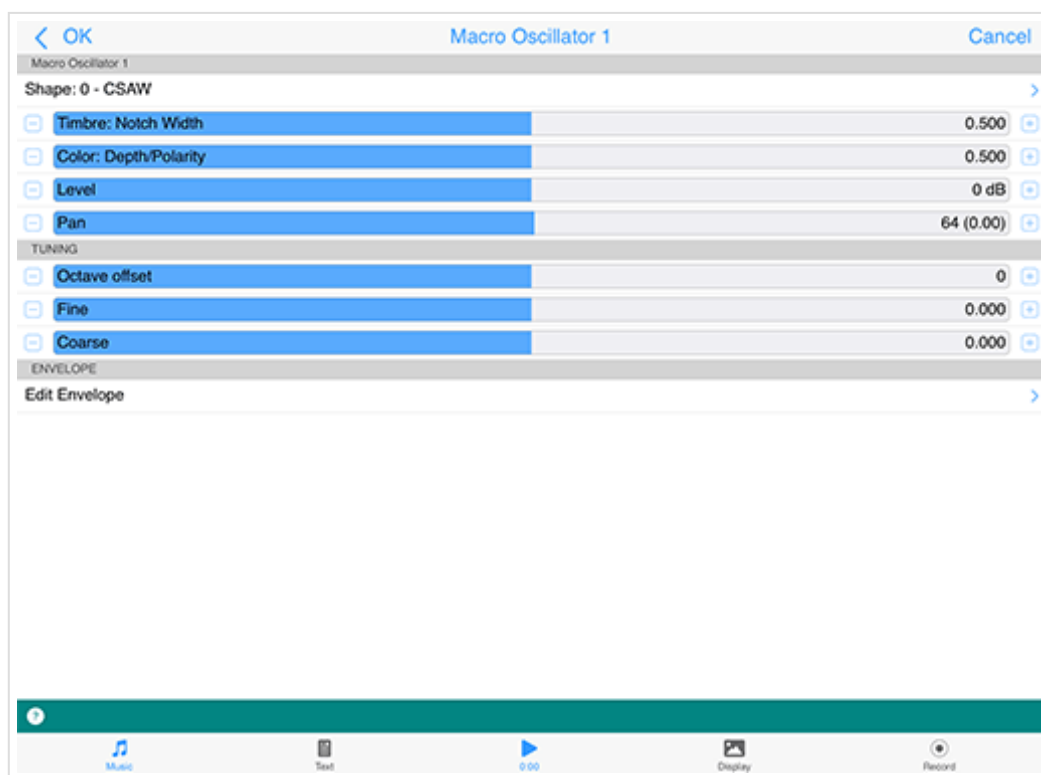 OK Macro Oscillator 1 Cancel
Macro Oscillator 1
Shape: 0 - CSAW
Timbre: Notch Width 0.500
Color: Depth/Polarity 0.500
Level 0 dB
Pan 64 (0.00)
TUNING
Octave offset 0
Fine 0.000
Coarse 0.000
ENVELOPE
Edit Envelope
?
Music Text 0:00 Display Record